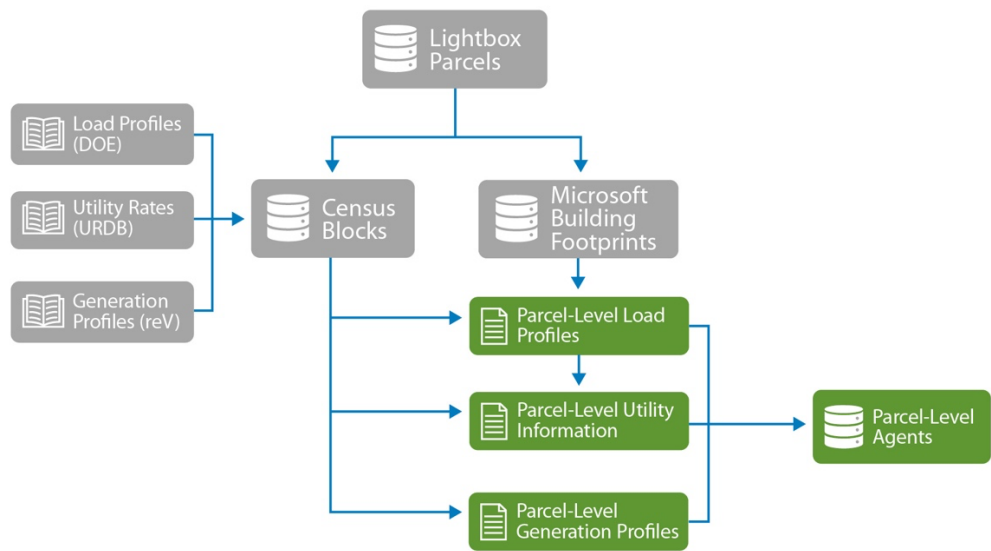 Lightbox
Parcels
Load Profiles
(DOE)
Utility Rates
(URDB)
Generation
Profiles (reV)
Census
Blocks
Microsoft
Building
Footprints
Parcel-Level Load
Profiles
Parcel-Level Utility
Information
Parcel-Level
Generation Profiles
Parcel-Level
Agents